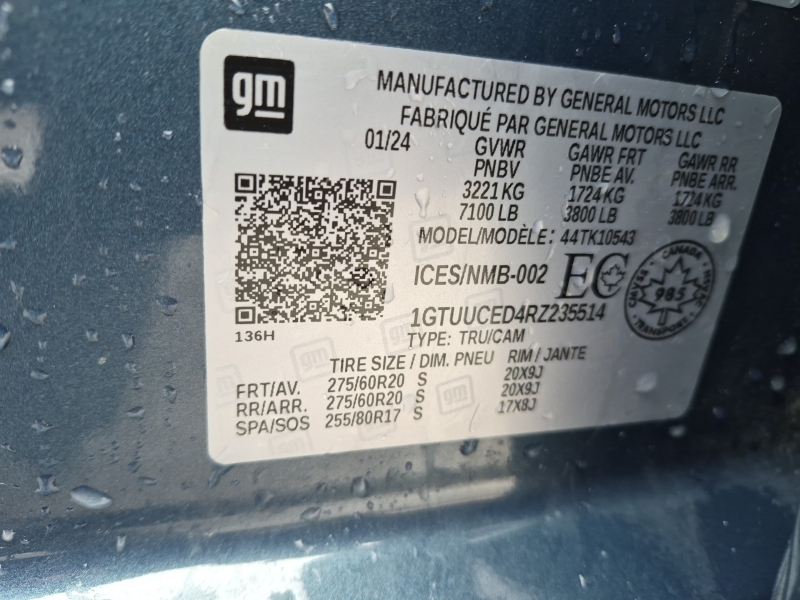 gm
MANUFACTURED BY GENERAL MOTORS LLC
FABRIQUÉ PAR GENERAL MOTORS LLC
01/24 GVWR GAWR FRT GAWR RR
PNBV PNBE AV. PNBE ARR.
3221 KG 1724 KG 1724 KG
7100 LB 3800 LB 3800 LB
MODEL/MODÈLE: 44TK10543
ICES/NMB-002 EC
CANADA
985
TRANSPORT
136H
1GTUUCED4RZ235514
TYPE: TRU/CAM
TIRE SIZE / DIM. PNEU RIM / JANTE
FRT/AV. 275/60R20 S 20X9J
RR/ARR. 275/60R20 S 20X9J
SPA/SOS 255/80R17 S 17X8J